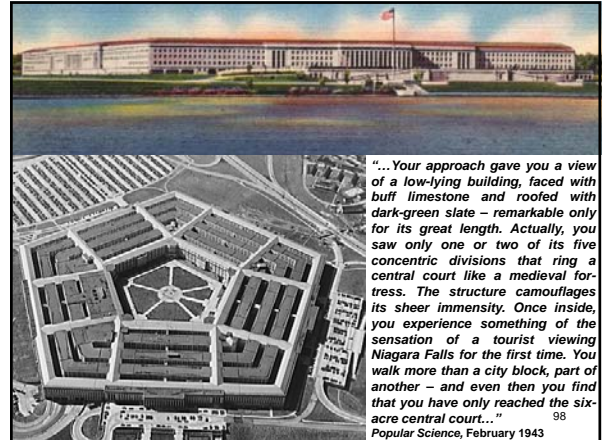 “…Your approach gave you a view
of a low-lying building, faced with
buff limestone and roofed with
dark-green slate – remarkable only
for its great length. Actually, you
saw only one or two of its five
concentric divisions that ring a
central court like a medieval for-
tress. The structure camouflages
its sheer immensity. Once inside,
you experience something of the
sensation of a tourist viewing
Niagara Falls for the first time. You
walk more than a city block, part of
another – and even then you find
that you have only reached the six-
acre central court…”
98
Popular Science, February 1943